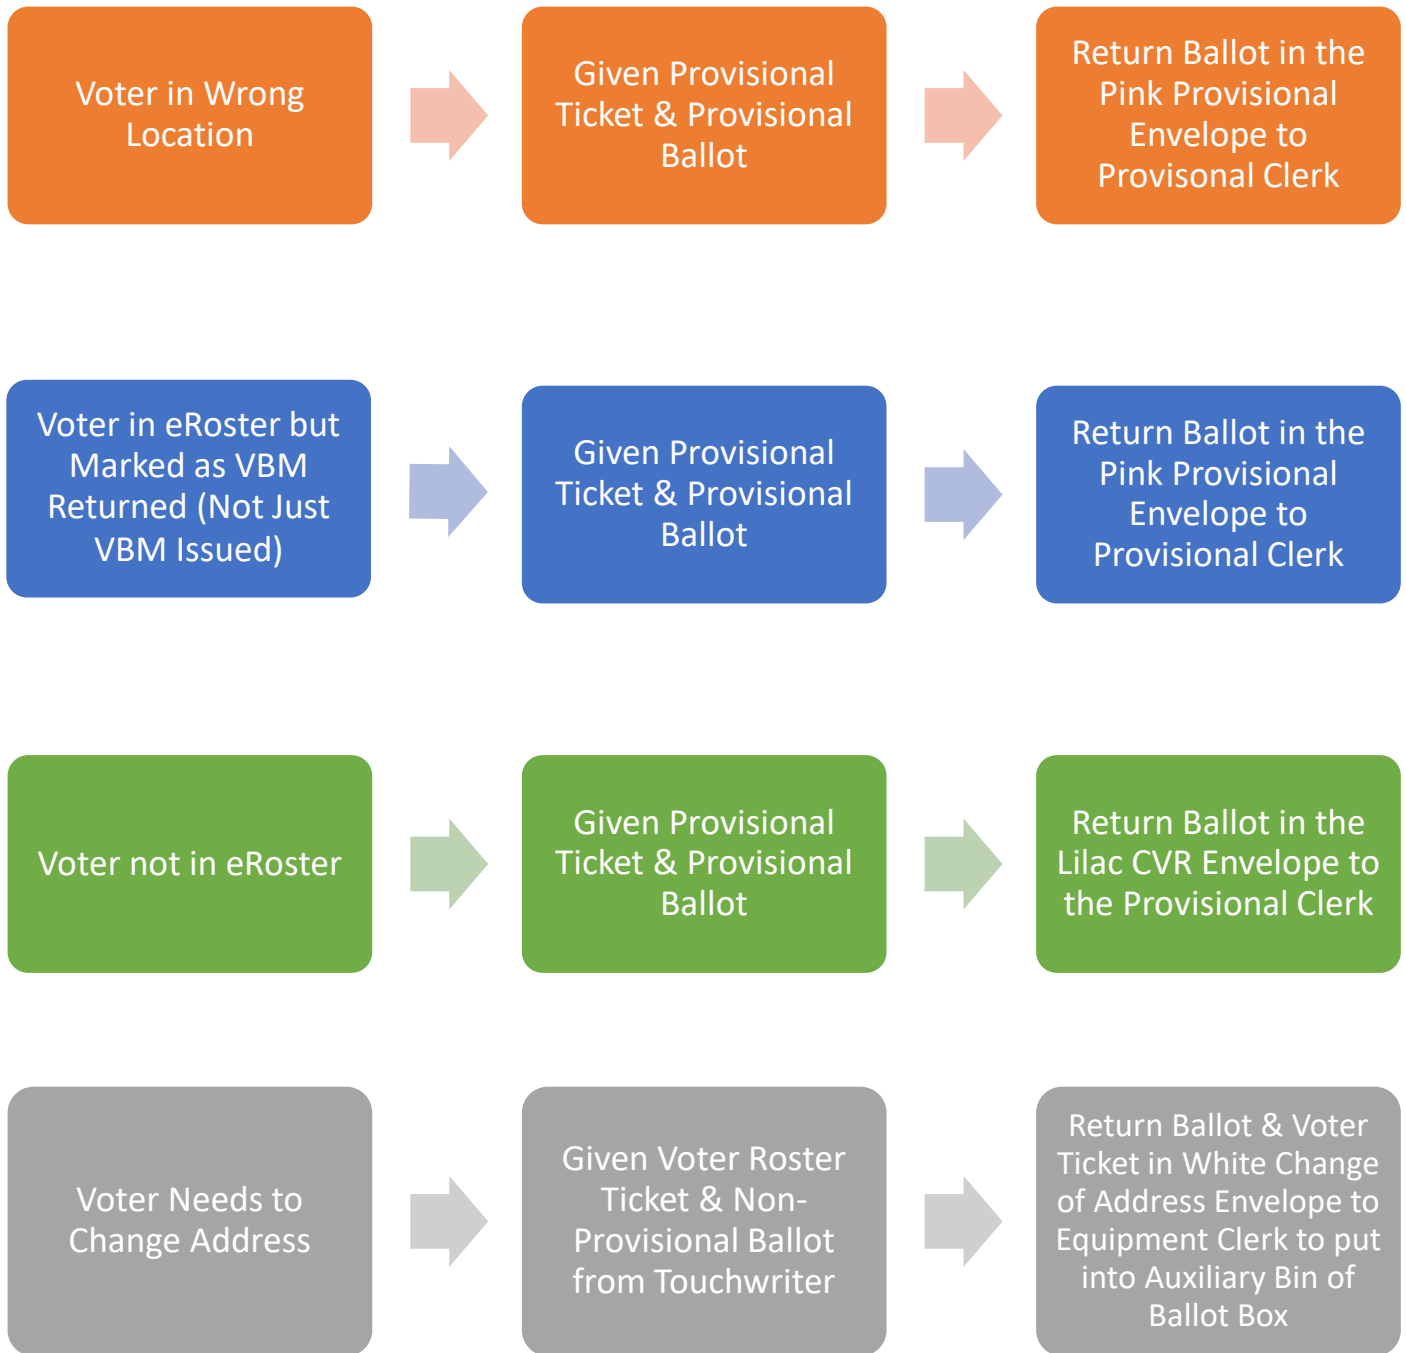 Voter in Wrong
Location
Given Provisional
Ticket & Provisional
Ballot
Return Ballot in the
Pink Provisional
Envelope to
Provisonal Clerk
Voter in eRoster but
Marked as VBM
Returned (Not Just
VBM Issued)
Given Provisional
Ticket & Provisional
Ballot
Return Ballot in the
Pink Provisional
Envelope to
Provisional Clerk
Voter not in eRoster
Given Provisional
Ticket & Provisional
Ballot
Return Ballot in the
Lilac CVR Envelope to
the Provisional Clerk
Voter Needs to
Change Address
Given Voter Roster
Ticket & Non-
Provisional Ballot
from Touchwriter
Return Ballot & Voter
Ticket in White Change
of Address Envelope to
Equipment Clerk to put
into Auxiliary Bin of
Ballot Box